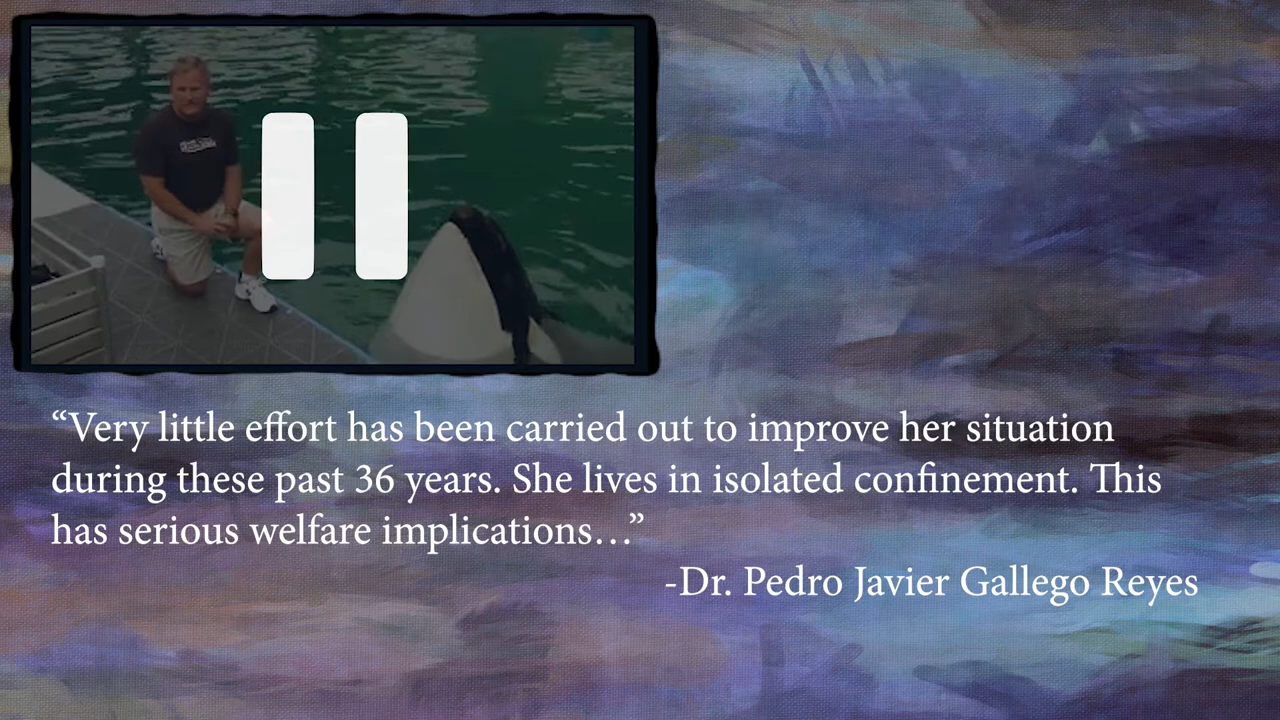 “Very little effort has been carried out to improve her situation
during these past 36 years. She lives in isolated confinement. This
has serious welfare implications…”
-Dr. Pedro Javier Gallego Reyes